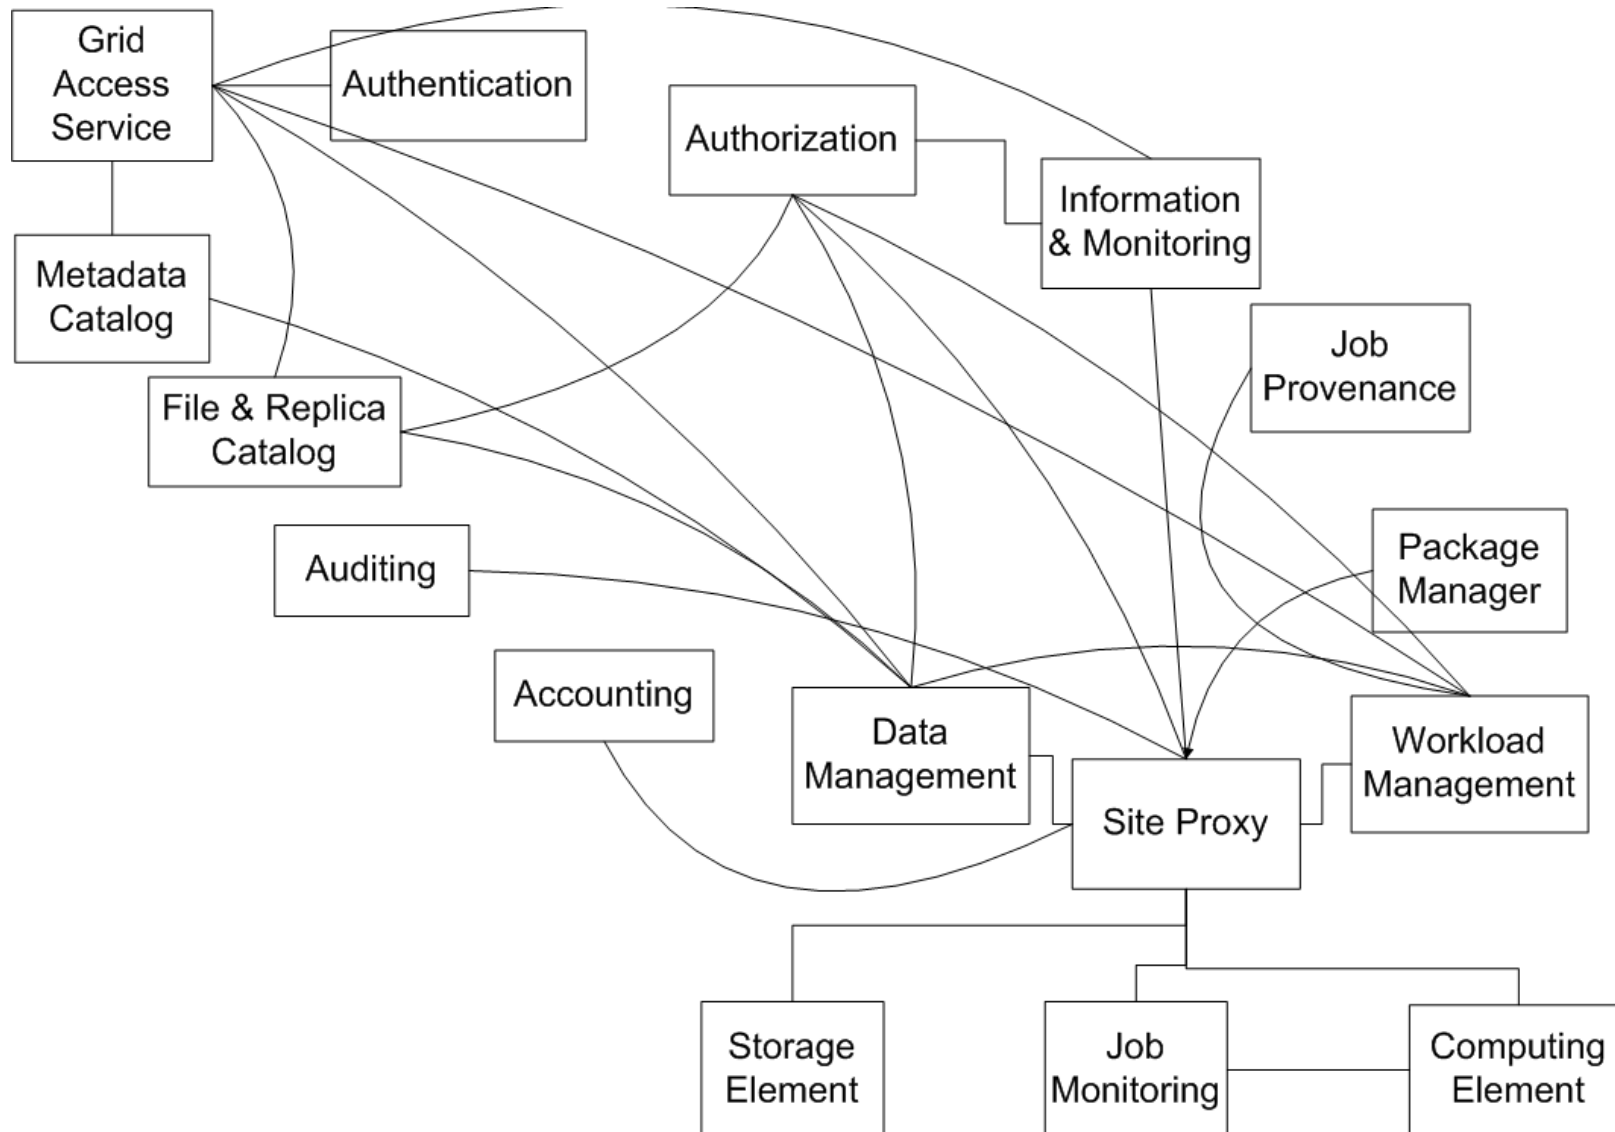 Grid
Access
Service
Authentication
Authorization
Information
& Monitoring
Metadata
Catalog
Job
Provenance
File & Replica
Catalog
Auditing
Package
Manager
Accounting
Data
Management
Workload
Management
Site Proxy
Storage
Element
Job
Monitoring
Computing
Element